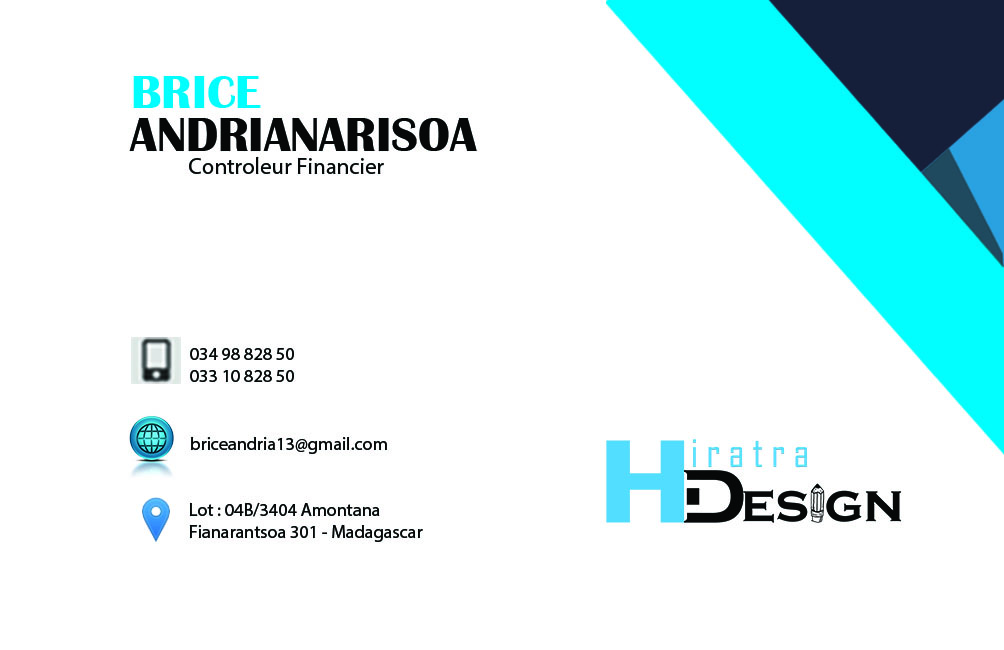 BRICE
ANDRIANARISOA
Controleur Financier
034 98 828 50
033 10 828 50
briceandria13@gmail.com
Lot : 04B/3404 Amontana
Fianarantsoa 301 - Madagascar
Hiratra
DESIGN